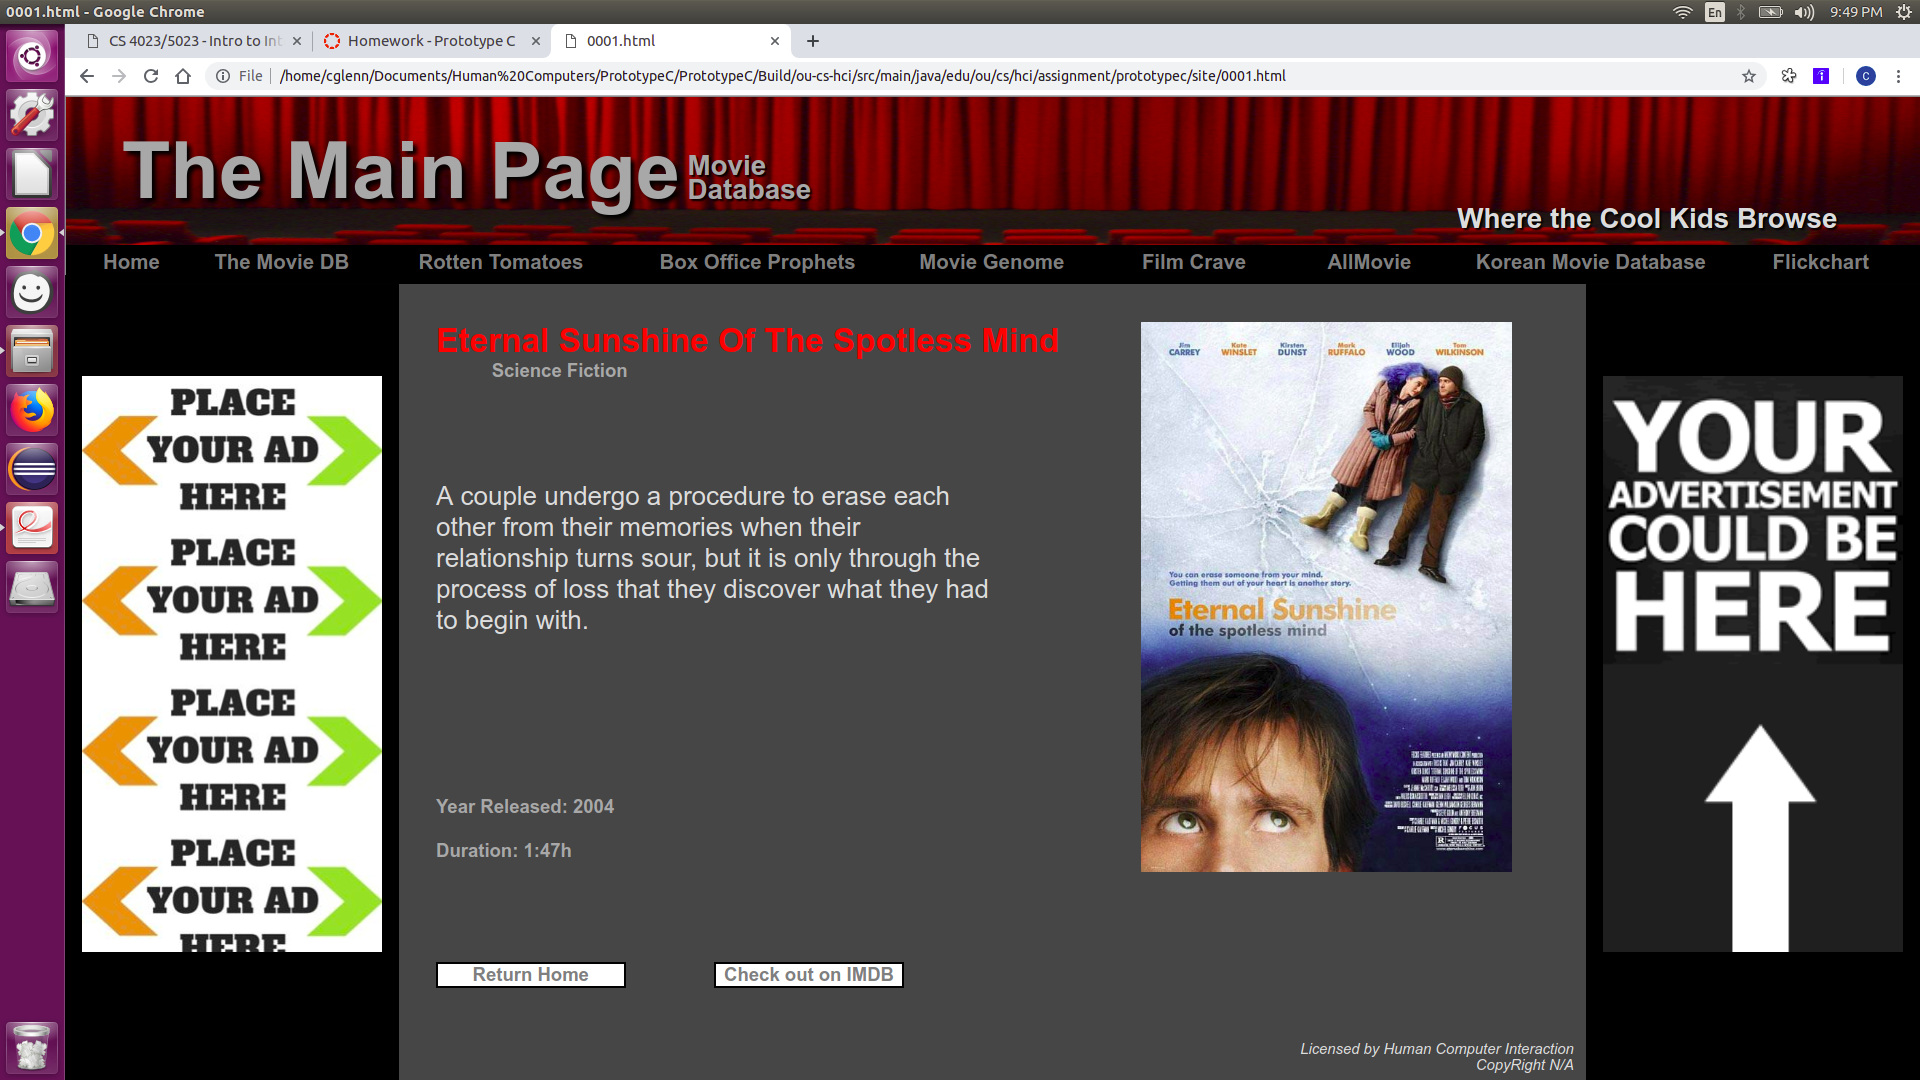 0001.html - Google Chrome
En
9:49 PM
CS 4023/5023 - Intro to Int
Homework - Prototype C
0001.html
File
/home/cglenn/Documents/Human%20Computers/PrototypeC/PrototypeC/Build/ou-cs-hci/src/main/java/edu/ou/cs/hci/assignment/prototypec/site/0001.html
C
The Main Page
Movie
Database
Where the Cool Kids Browse
Home
The Movie DB
Rotten Tomatoes
Box Office Prophets
Movie Genome
Film Crave
AllMovie
Korean Movie Database
Flickchart
PLACE
YOUR AD
HERE
PLACE
YOUR AD
HERE
PLACE
YOUR AD
HERE
PLACE
YOUR AD
HERE
Eternal Sunshine Of The Spotless Mind
Science Fiction
A couple undergo a procedure to erase each
other from their memories when their
relationship turns sour, but it is only through the
process of loss that they discover what they had
to begin with.
Year Released: 2004
Duration: 1:47h
Return Home
Check out on IMDB
Jim CARREY
Kate WINSLET
Kirsten DUNST
Mark RUFFALO
Elijah WOOD
Tom WILKINSON
You can erase someone from your mind.
Getting them out of your heart is another story.
Eternal Sunshine
of the spotless mind
YOUR
ADVERTISEMENT
COULD BE
HERE
Licensed by Human Computer Interaction
CopyRight N/A